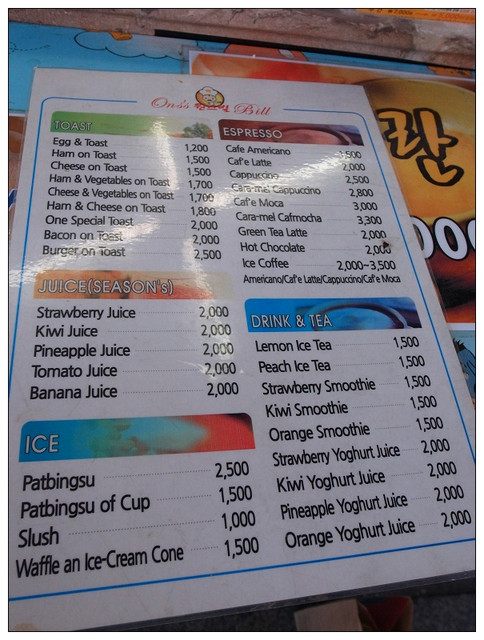 One's 원스빌 Bill
TOAST
Egg & Toast 1,200
Ham on Toast 1,500
Cheese on Toast 1,500
Ham & Vegetables on Toast 1,700
Cheese & Vegetables on Toast 1,700
Ham & Cheese on Toast 1,800
One Special Toast 2,000
Bacon on Toast 2,000
Burger on Toast 2,500
JUICE(SEASON's)
Strawberry Juice 2,000
Kiwi Juice 2,000
Pineapple Juice 2,000
Tomato Juice 2,000
Banana Juice 2,000
ICE
Patbingsu 2,500
Patbingsu of Cup 1,500
Slush 1,000
Waffle an Ice-Cream Cone 1,500
ESPRESSO
Cafe Americano 1,500
Caf'e Latte 2,000
Cappuccino 2,500
Cara-mel Cappuccino 2,800
Caf'e Moca 3,000
Cara-mel Cafmocha 3,300
Green Tea Latte 2,000
Hot Chocolate 2,000
Ice Coffee 2,000~3,500
Americano/Caf'e Latte/Cappuccino/Caf'e Moca
DRINK & TEA
Lemon Ice Tea 1,500
Peach Ice Tea 1,500
Strawberry Smoothie 1,500
Kiwi Smoothie 1,500
Orange Smoothie 1,500
Strawberry Yoghurt Juice 2,000
Kiwi Yoghurt Juice 2,000
Pineapple Yoghurt Juice 2,000
Orange Yoghurt Juice 2,000
란